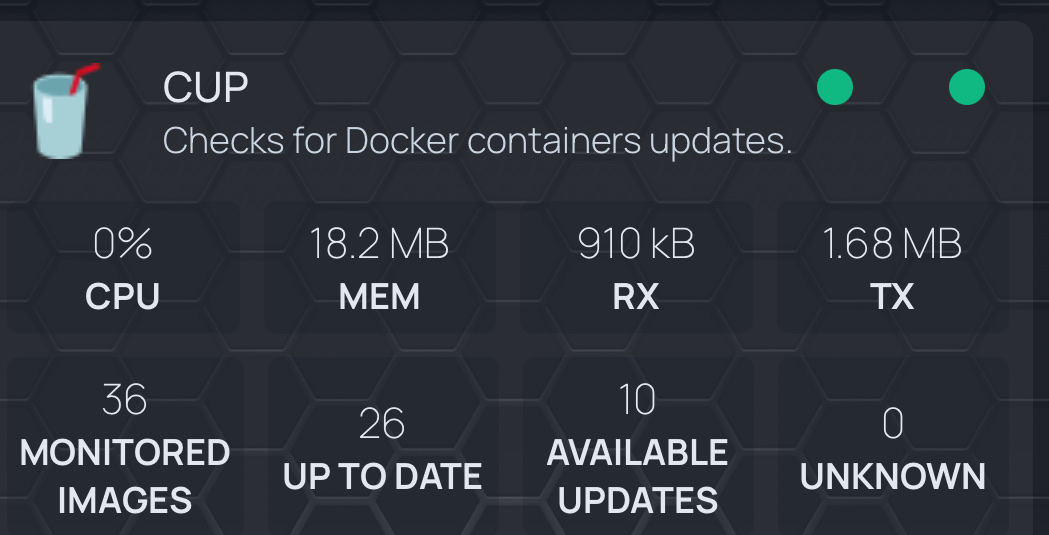 CUP
Checks for Docker containers updates.
0%
CPU
18.2 MB
MEM
910 kB
RX
1.68 MB
TX
36
MONITORED
IMAGES
26
UP TO DATE
10
AVAILABLE
UPDATES
0
UNKNOWN